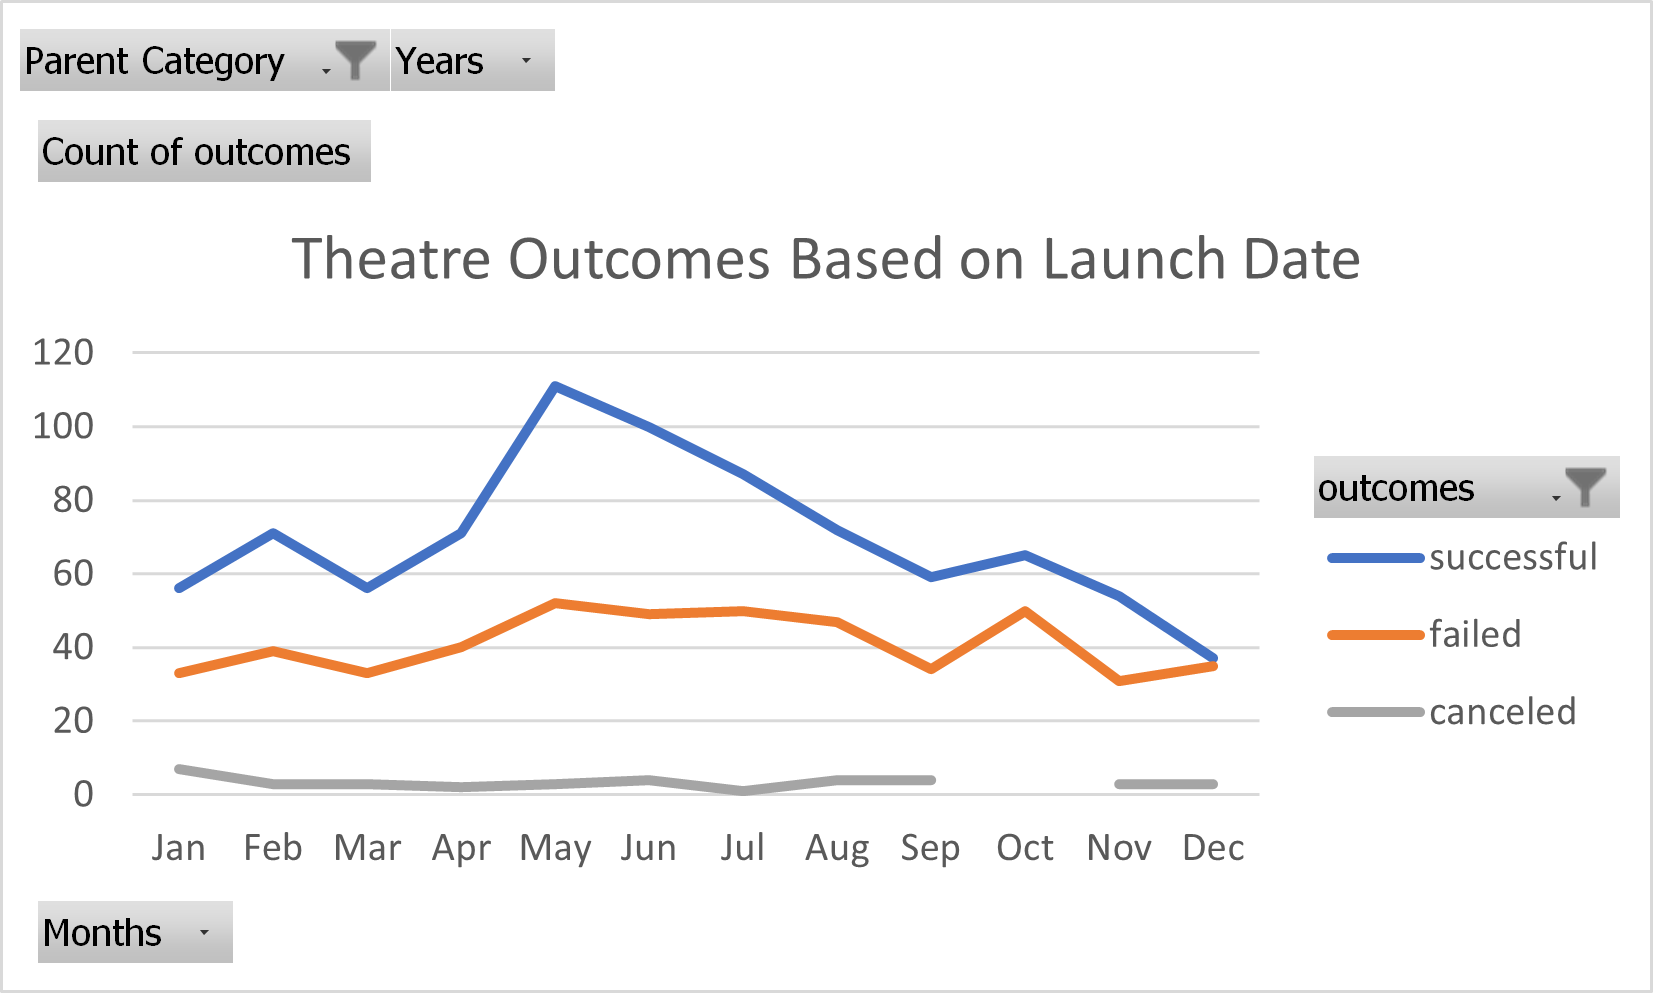 Parent Category Years
Count of outcomes
Theatre Outcomes Based on Launch Date
120
100
80
60
40
20
0
Jan Feb Mar Apr May Jun Jul Aug Sep Oct Nov Dec
outcomes
successful
failed
canceled
Months